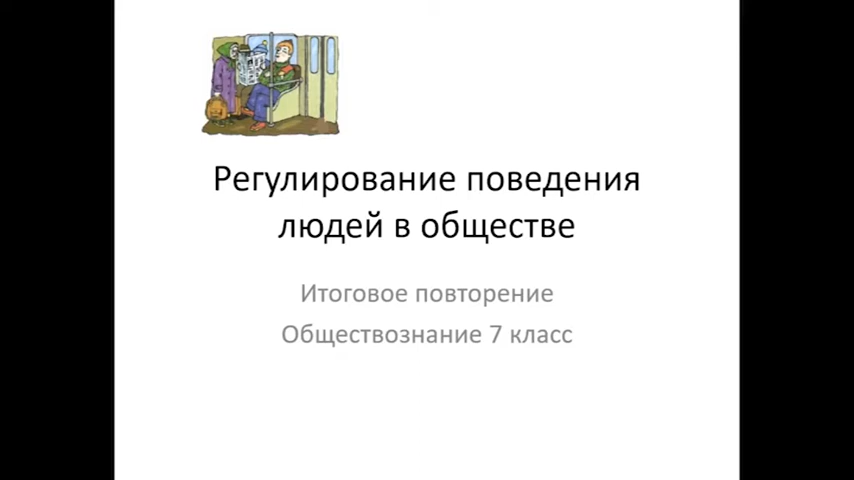 Регулирование поведения
людей в обществе
Итоговое повторение
Обществознание 7 класс